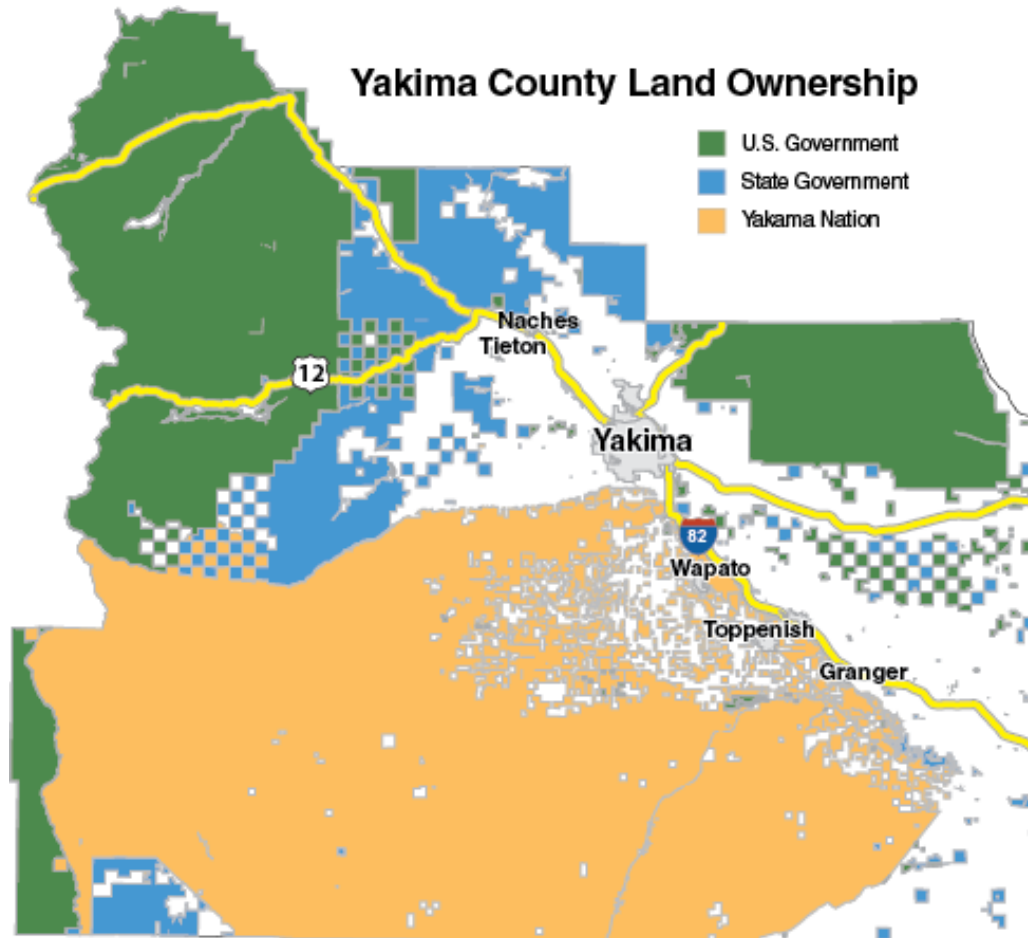 Yakima County Land Ownership
U.S. Government
State Government
Yakama Nation
Naches
Tieton
12
Yakima
82
Wapato
Toppenish
Granger